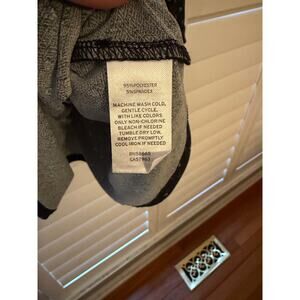 95%POLYESTER
5%SPANDEX
MACHINE WASH COLD,
GENTLE CYCLE,
WITH LIKE COLORS
ONLY NON-CHLORINE
BLEACH IF NEEDED
TUMBLE DRY LOW,
REMOVE PROMPTLY
COOL IRON IF NEEDED